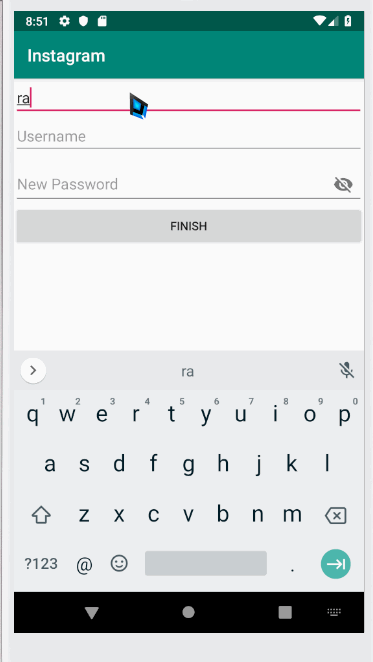 8:51
Instagram
ra
Username
New Password
FINISH
ra
1 2 3 4 5 6 7 8 9 0
q w e r t y u i o p
a s d f g h j k l
z x c v b n m
?123 @ .